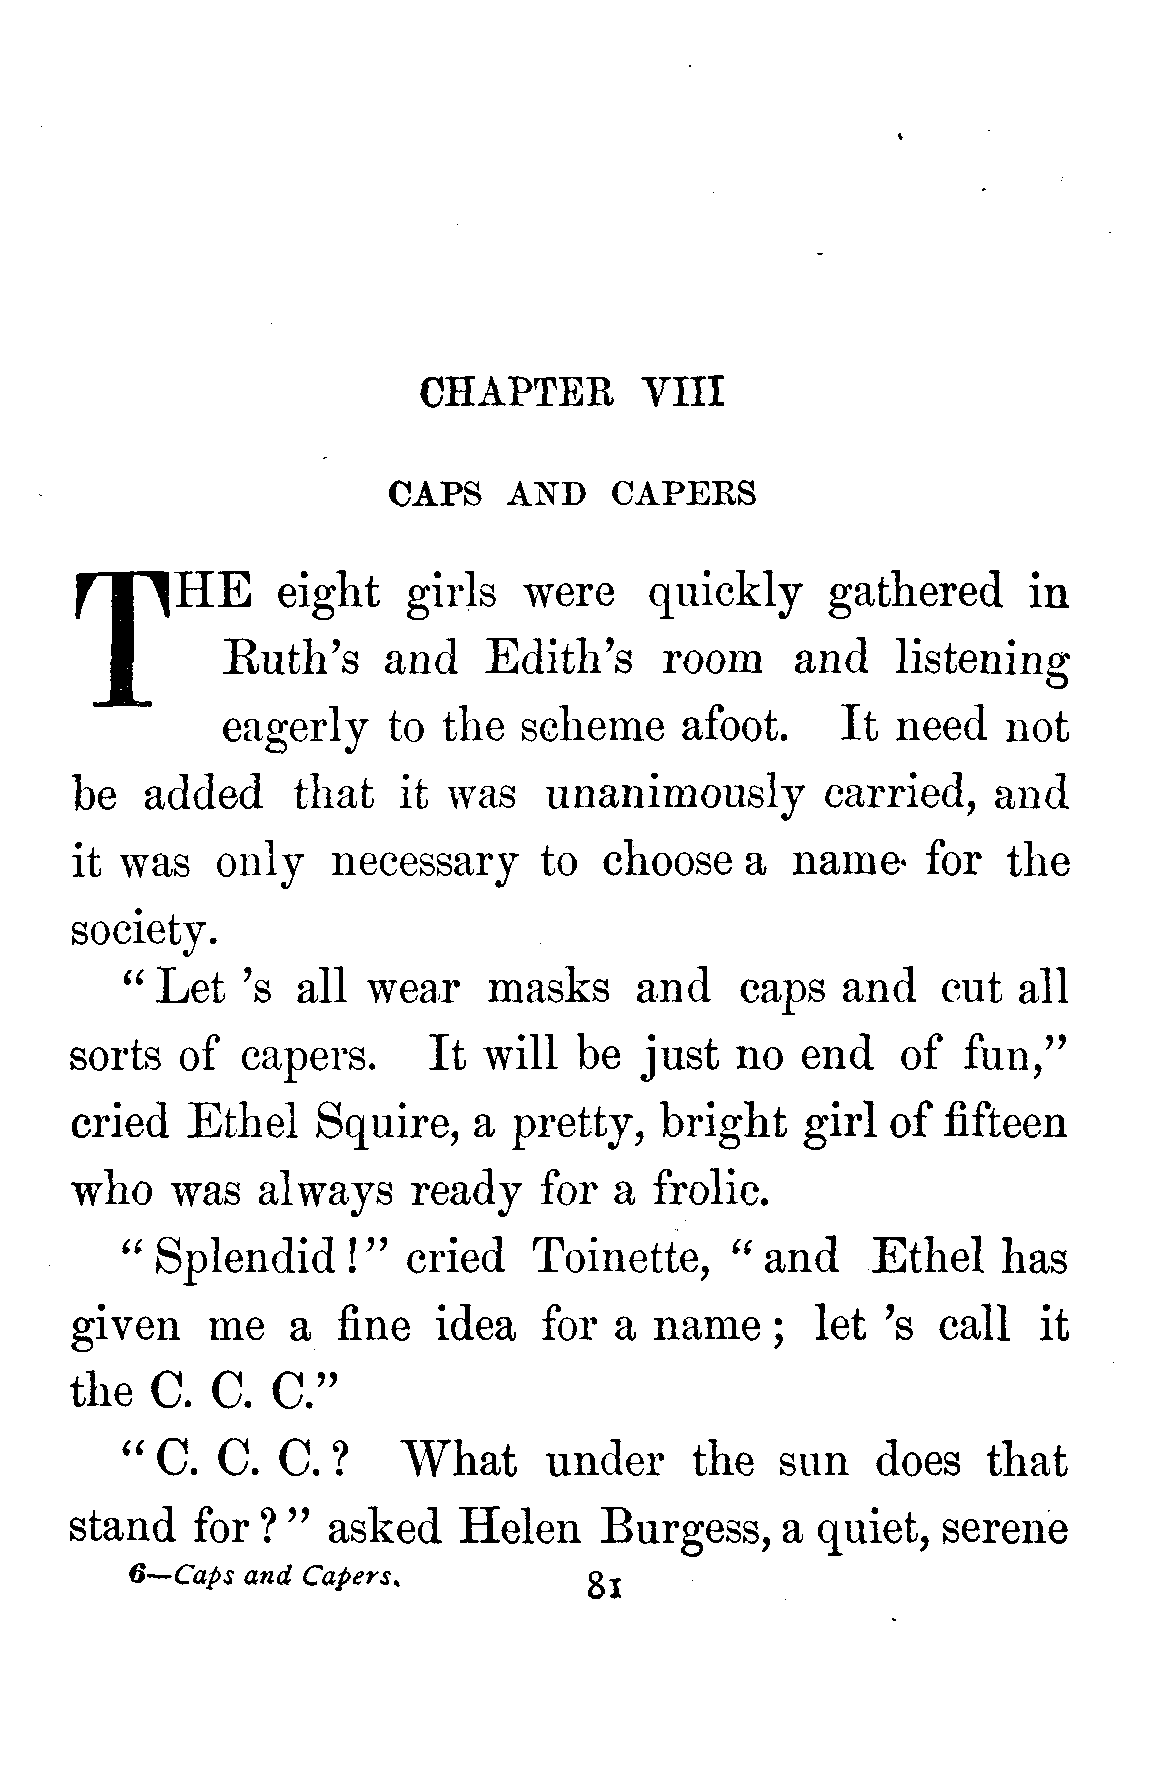 CHAPTER VIII
CAPS AND CAPERS
THE eight girls were quickly gathered in
Ruth's and Edith's room and listening
eagerly to the scheme afoot. It need not
be added that it was unanimously carried, and
it was only necessary to choose a name for the
society.
" Let 's all wear masks and caps and cut all
sorts of capers. It will be just no end of fun,"
cried Ethel Squire, a pretty, bright girl of fifteen
who was always ready for a frolic.
" Splendid !" cried Toinette, " and Ethel has
given me a fine idea for a name ; let 's call it
the C. C. C."
" C. C. C. ? What under the sun does that
stand for ? " asked Helen Burgess, a quiet, serene
6—Caps and Capers. 81